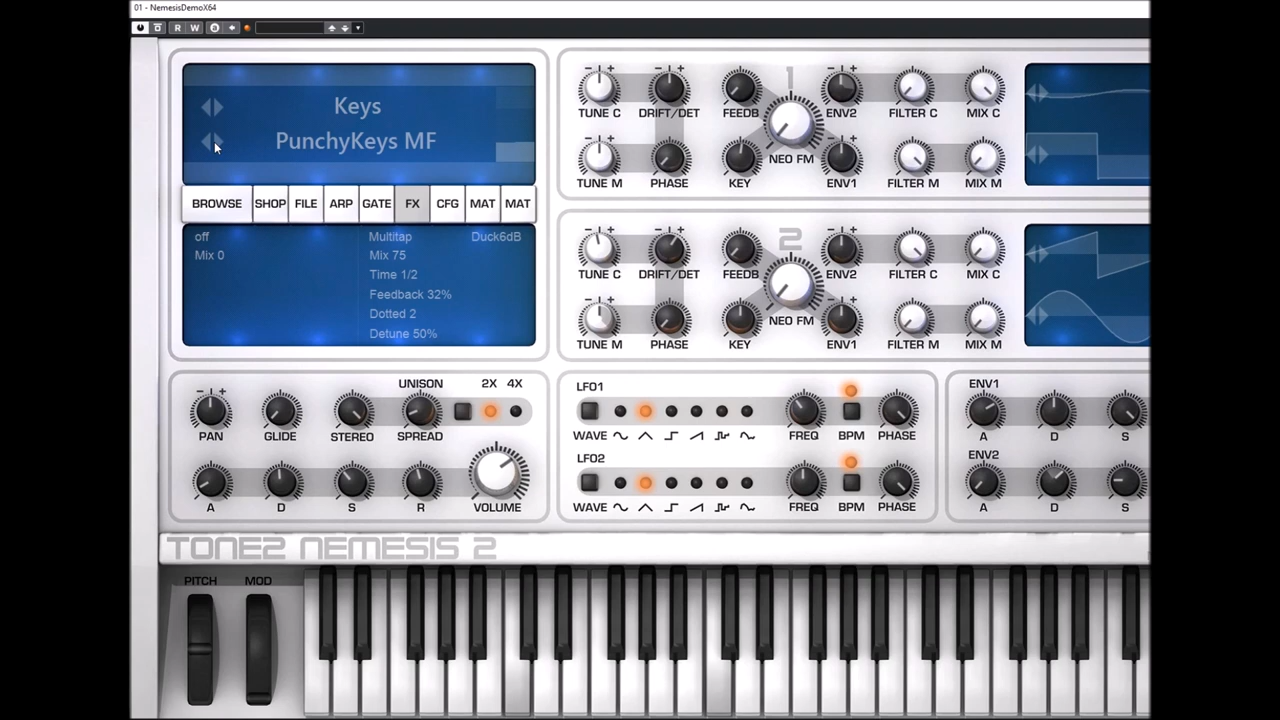 01 - NemesisDemoX64
R W
Keys
PunchyKeys MF
BROWSE SHOP FILE ARP GATE FX CFG MAT MAT
off Multitap Duck6dB
Mix 0 Mix 75
Time 1/2
Feedback 32%
Dotted 2
Detune 50%
1
TUNE C DRIFT/DET FEEDB ENV2 FILTER C MIX C
NEO FM
TUNE M PHASE KEY ENV1 FILTER M MIX M
2
TUNE C DRIFT/DET FEEDB ENV2 FILTER C MIX C
NEO FM
TUNE M PHASE KEY ENV1 FILTER M MIX M
UNISON 2X 4X
PAN GLIDE STEREO SPREAD
A D S R VOLUME
LFO1
WAVE FREQ BPM PHASE
LFO2
WAVE FREQ BPM PHASE
ENV1
A D S
ENV2
A D S
TONE2 NEMESIS 2
PITCH MOD